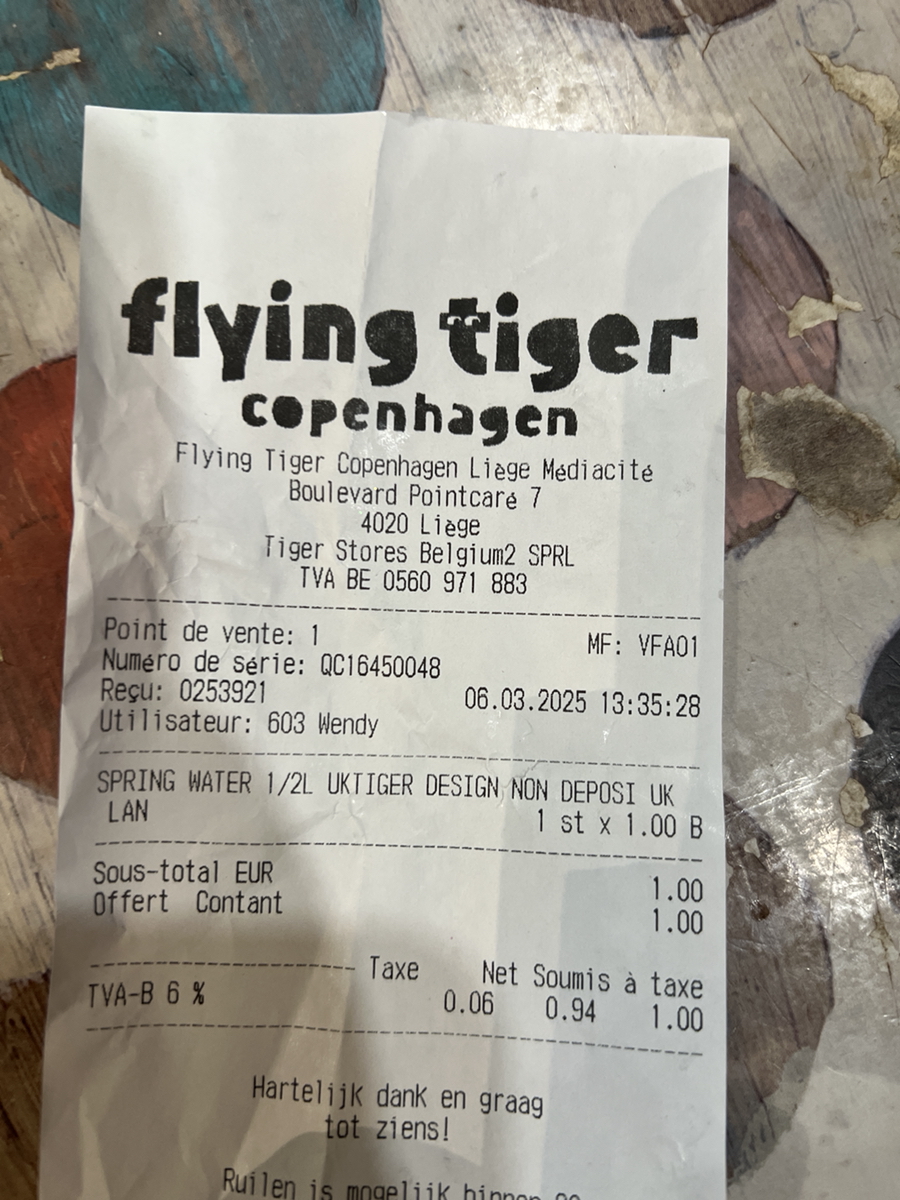 flying tiger
copenhagen
Flying Tiger Copenhagen Liège Médiacité
Boulevard Pointcaré 7
4020 Liège
Tiger Stores Belgium2 SPRL
TVA BE 0560 971 883
Point de vente: 1 MF: VFA01
Numéro de série: QC16450048
Reçu: 0253921 06.03.2025 13:35:28
Utilisateur: 603 Wendy
SPRING WATER 1/2L UKTIGER DESIGN NON DEPOSI UK
LAN 1 st x 1.00 B
Sous-total EUR 1.00
Offert Contant 1.00
Taxe Net Soumis à taxe
TVA-B 6 % 0.06 0.94 1.00
Hartelijk dank en graag
tot ziens!
Ruilen is mogelijk binnen